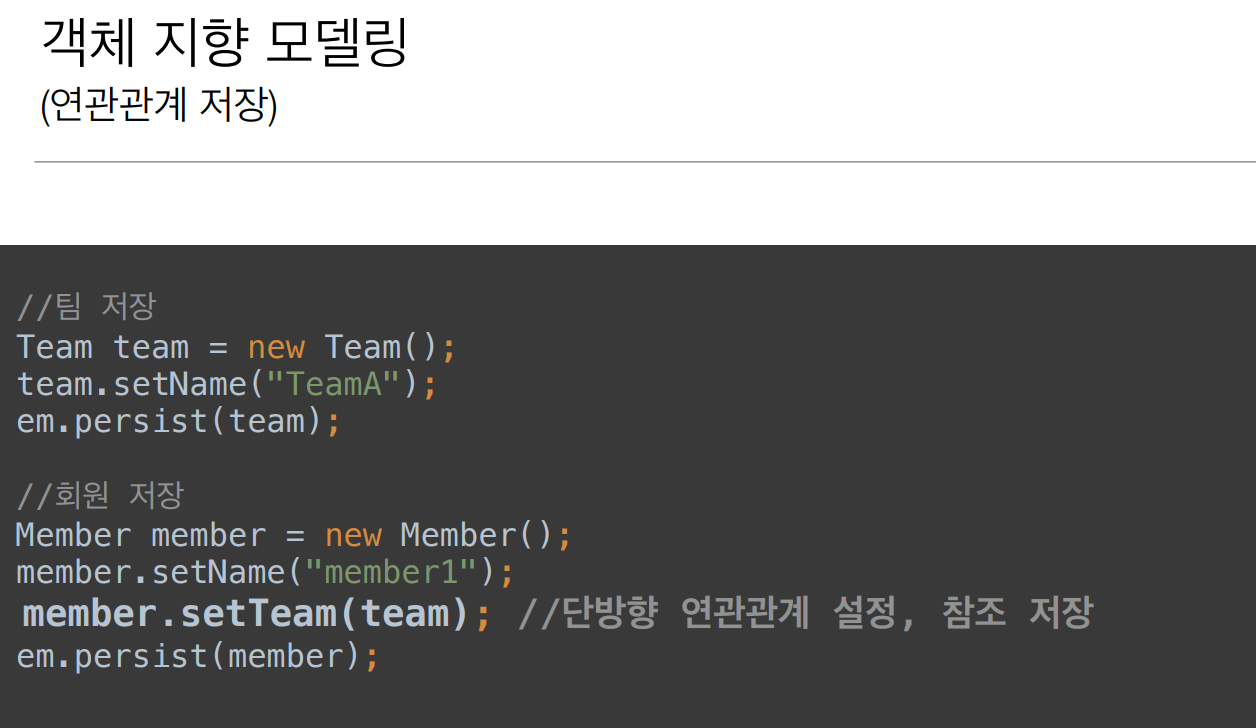 객체 지향 모델링
(연관관계 저장)
//팀 저장
Team team = new Team();
team.setName("TeamA");
em.persist(team);
//회원 저장
Member member = new Member();
member.setName("member1");
member.setTeam(team); //단방향 연관관계 설정, 참조 저장
em.persist(member);